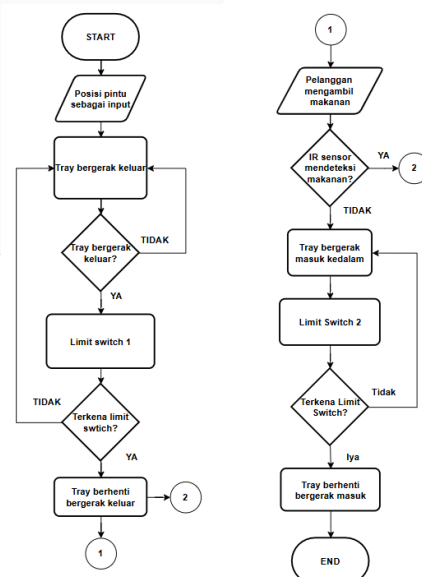 START
Posisi pintu
sebagai input
Tray bergerak keluar
Tray bergerak
keluar?
TIDAK
YA
Limit switch 1
TIDAK
Terkena limit
swtich?
YA
Tray berhenti
bergerak keluar
2
1
1
Pelanggan
mengambil
makanan
IR sensor
mendeteksi
makanan?
YA
2
TIDAK
Tray bergerak
masuk kedalam
Limit Switch 2
Terkena Limit
Switch?
Tidak
Iya
Tray berhenti
bergerak masuk
END